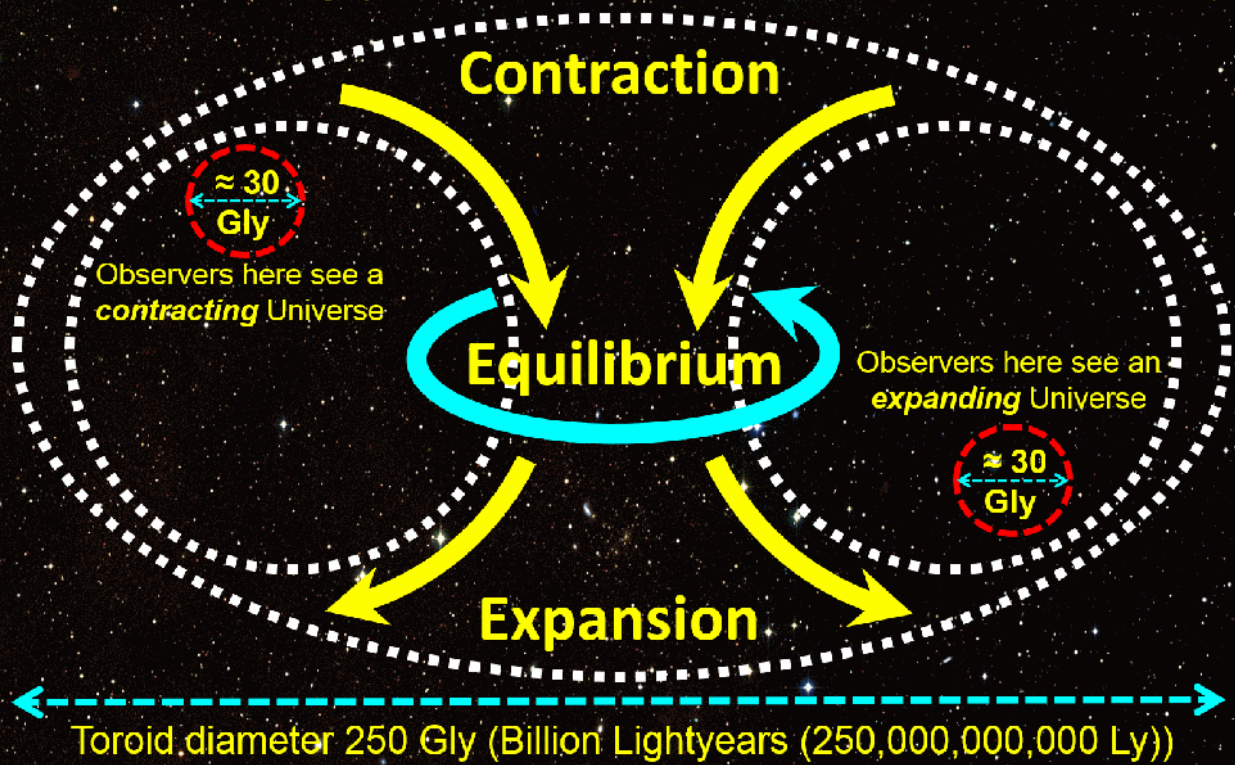 Contraction
≈ 30
Gly
Observers here see a
contracting Universe
Equilibrium
Observers here see an
expanding Universe
≈ 30
Gly
Expansion
Toroid diameter 250 Gly (Billion Lightyears (250,000,000,000 Ly))